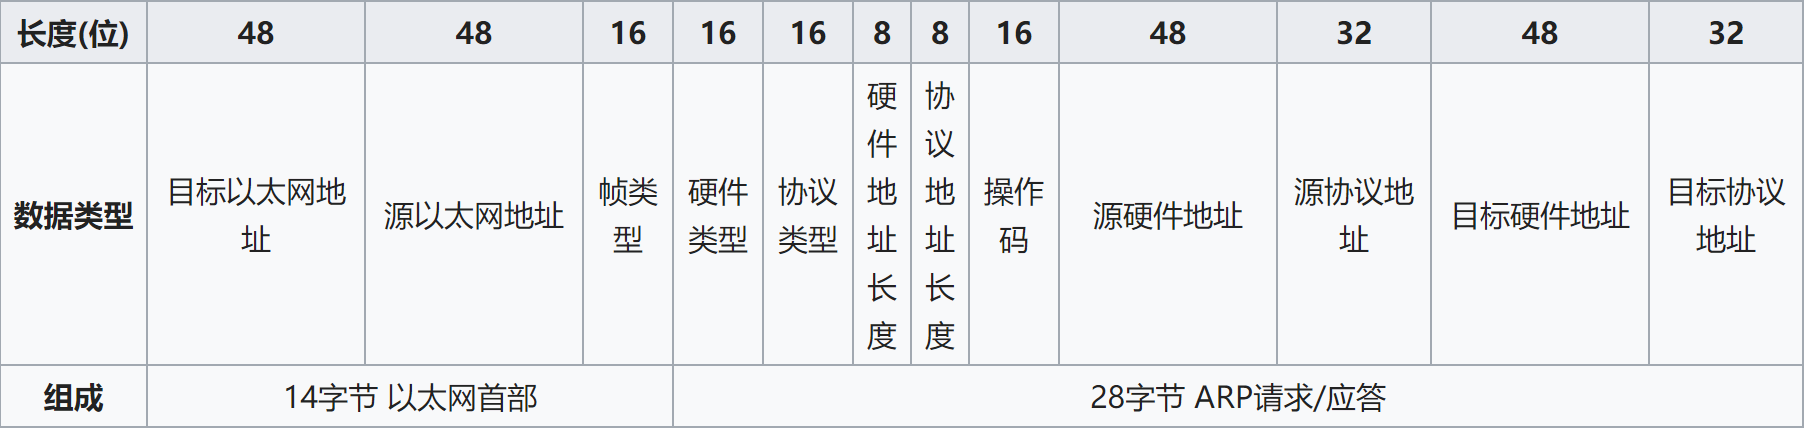 长度(位) 48 48 16 16 16 8 8 16 48 32 48 32
数据类型 目标以太网地址 源以太网地址 帧类型 硬件类型 协议类型 硬件地址长度 协议地址长度 操作码 源硬件地址 源协议地址 目标硬件地址 目标协议地址
组成 14字节 以太网首部 28字节 ARP请求/应答